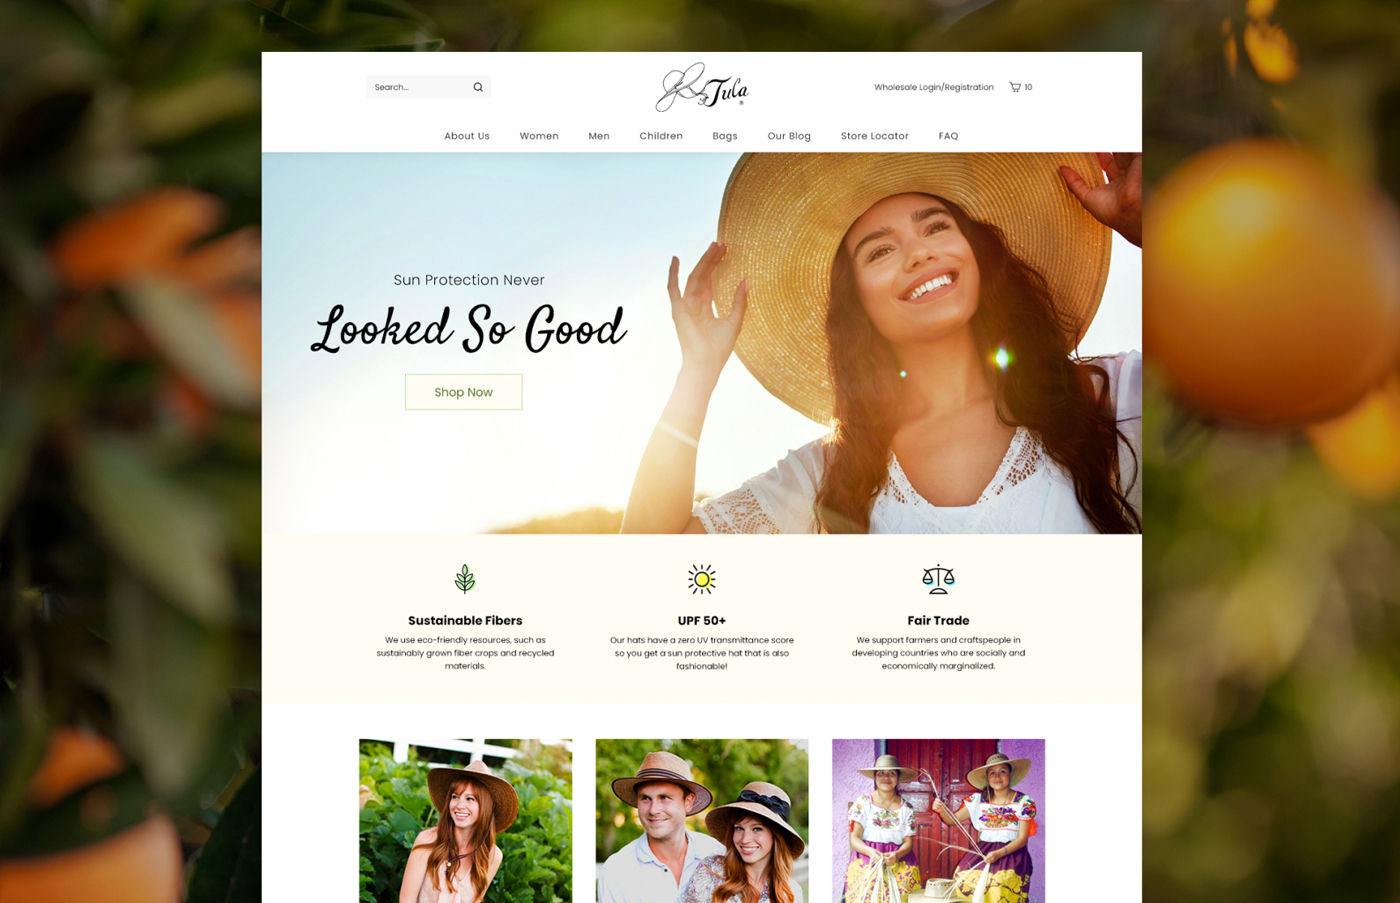 Search...
Tula
®
Wholesale Login/Registration
10
About Us Women Men Children Bags Our Blog Store Locator FAQ
Sun Protection Never
Looked So Good
Shop Now
Sustainable Fibers
We use eco-friendly resources, such as
sustainably grown fiber crops and recycled
materials.
UPF 50+
Our hats have a zero UV transmittance score
so you get a sun protective hat that is also
fashionable!
Fair Trade
We support farmers and craftspeople in
developing countries who are socially and
economically marginalized.